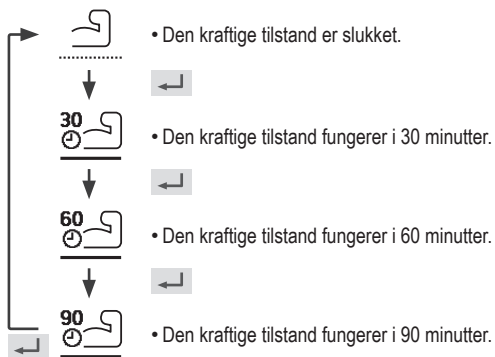 • Den kraftige tilstand er slukket.
30
• Den kraftige tilstand fungerer i 30 minutter.
60
• Den kraftige tilstand fungerer i 60 minutter.
90
• Den kraftige tilstand fungerer i 90 minutter.